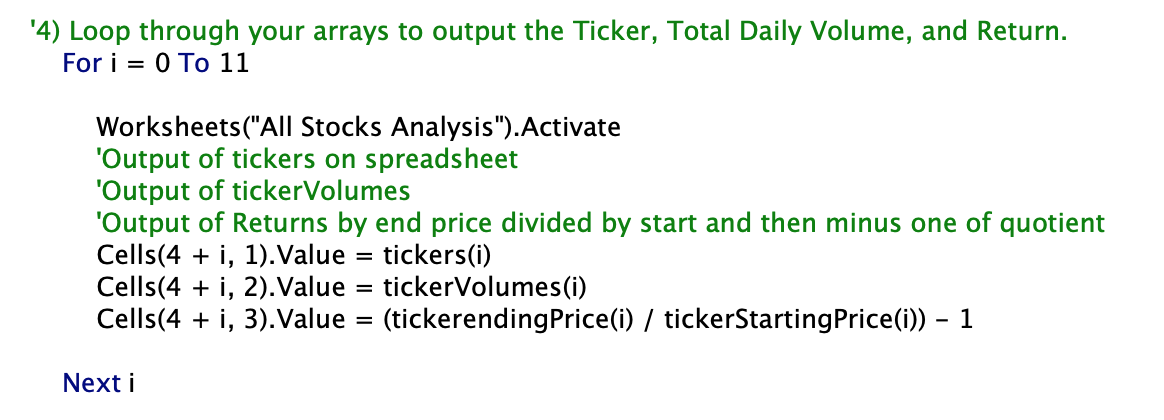 '4) Loop through your arrays to output the Ticker, Total Daily Volume, and Return.
For i = 0 To 11
Worksheets("All Stocks Analysis").Activate
'Output of tickers on spreadsheet
'Output of tickerVolumes
'Output of Returns by end price divided by start and then minus one of quotient
Cells(4 + i, 1).Value = tickers(i)
Cells(4 + i, 2).Value = tickerVolumes(i)
Cells(4 + i, 3).Value = (tickerendingPrice(i) / tickerStartingPrice(i)) - 1
Next i